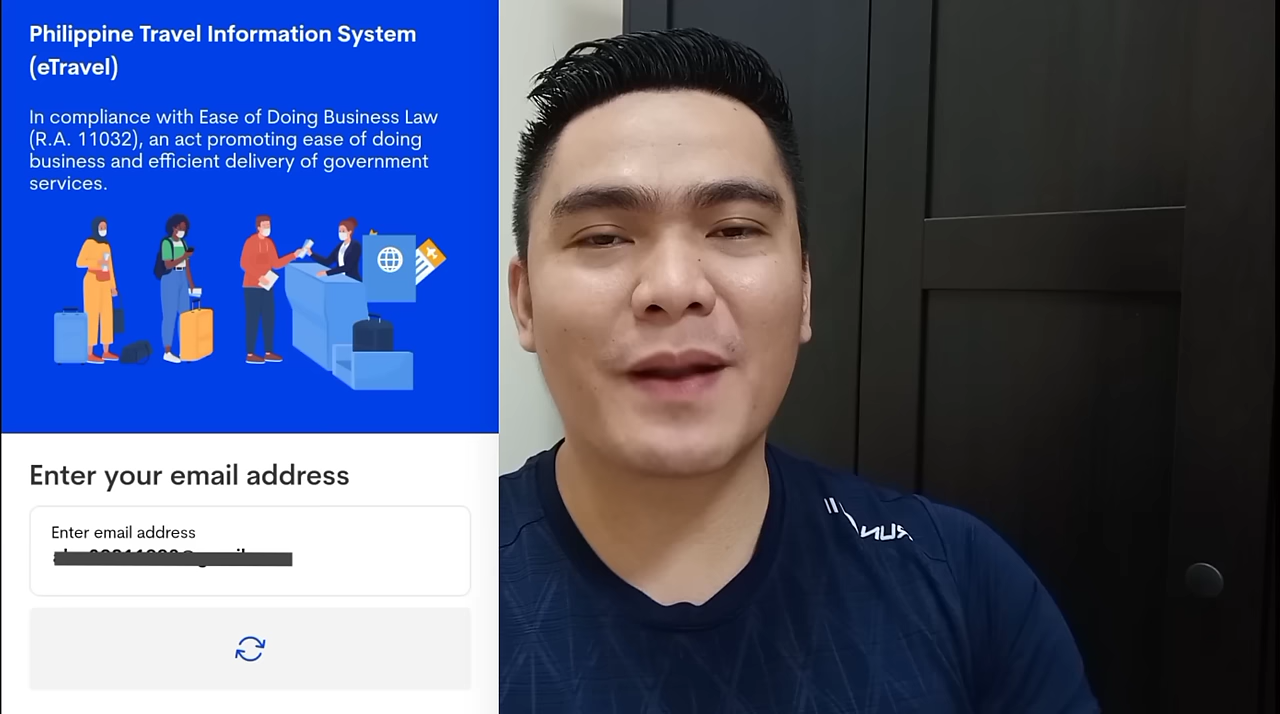 Philippine Travel Information System
(eTravel)
In compliance with Ease of Doing Business Law
(R.A. 11032), an act promoting ease of doing
business and efficient delivery of government
services.
Enter your email address
Enter email address
RUN